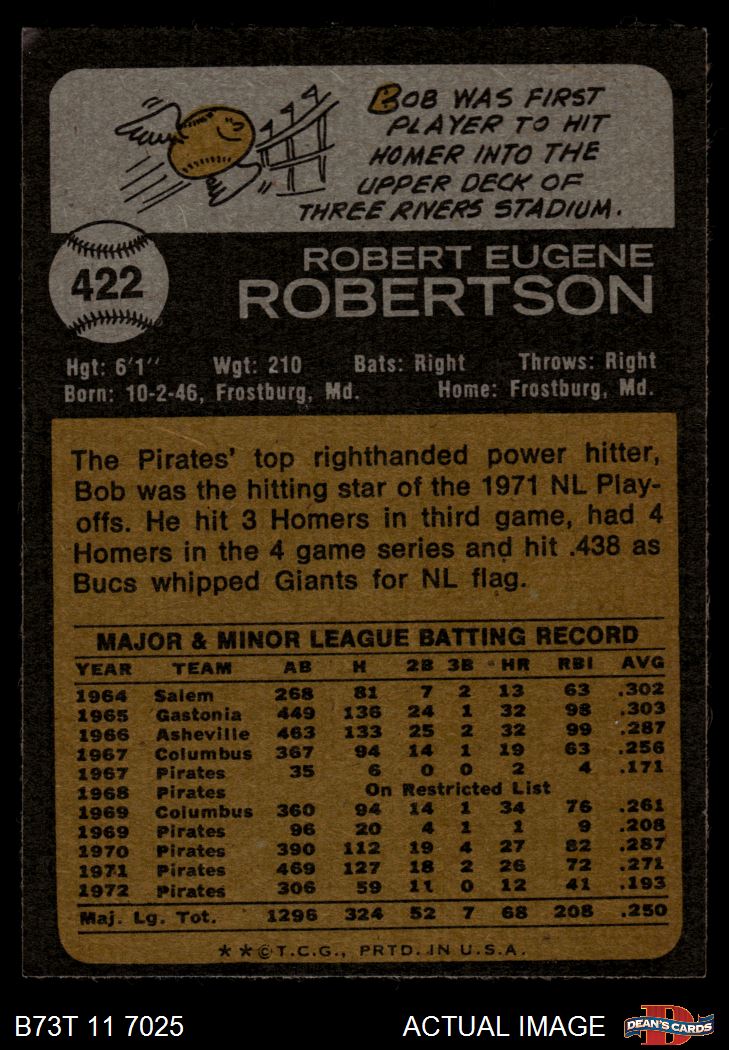 BOB WAS FIRST
PLAYER TO HIT
HOMER INTO THE
UPPER DECK OF
THREE RIVERS STADIUM.
422
ROBERT EUGENE
ROBERTSON
Hgt: 6'1" Wgt: 210 Bats: Right Throws: Right
Born: 10-2-46, Frostburg, Md. Home: Frostburg, Md.
The Pirates' top righthanded power hitter,
Bob was the hitting star of the 1971 NL Play-
offs. He hit 3 Homers in third game, had 4
Homers in the 4 game series and hit .438 as
Bucs whipped Giants for NL flag.
MAJOR & MINOR LEAGUE BATTING RECORD
YEAR TEAM AB H 2B 3B HR RBI AVG
1964 Salem 268 81 7 2 13 63 .302
1965 Gastonia 449 136 24 1 32 98 .303
1966 Asheville 463 133 25 2 32 99 .287
1967 Columbus 367 94 14 1 19 63 .256
1967 Pirates 35 6 0 0 2 4 .171
1968 Pirates On Restricted List
1969 Columbus 360 94 14 1 34 76 .261
1969 Pirates 96 20 4 1 1 9 .208
1970 Pirates 390 112 19 4 27 82 .287
1971 Pirates 469 127 18 2 26 72 .271
1972 Pirates 306 59 11 0 12 41 .193
Maj. Lg. Tot. 1296 324 52 7 68 208 .250
**©T.C.G., PRTD. IN U.S.A.
B73T 11 7025 ACTUAL IMAGE
D
DEAN'S CARDS